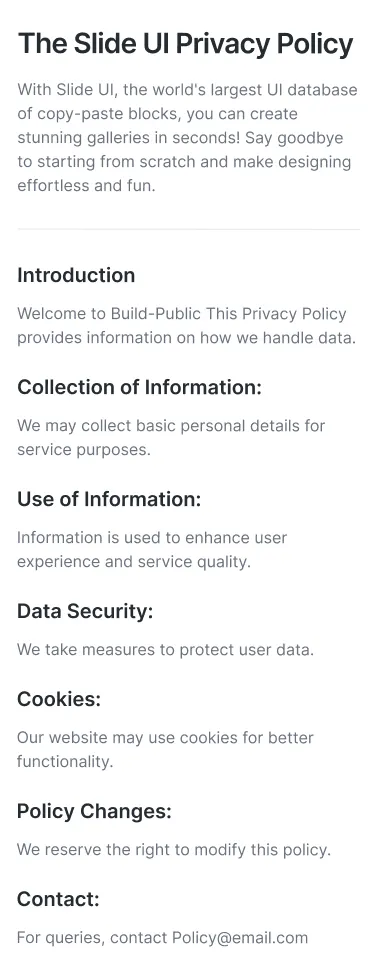 The Slide UI Privacy Policy
With Slide UI, the world's largest UI database
of copy-paste blocks, you can create
stunning galleries in seconds! Say goodbye
to starting from scratch and make designing
effortless and fun.
Introduction
Welcome to Build-Public This Privacy Policy
provides information on how we handle data.
Collection of Information:
We may collect basic personal details for
service purposes.
Use of Information:
Information is used to enhance user
experience and service quality.
Data Security:
We take measures to protect user data.
Cookies:
Our website may use cookies for better
functionality.
Policy Changes:
We reserve the right to modify this policy.
Contact:
For queries, contact Policy@email.com